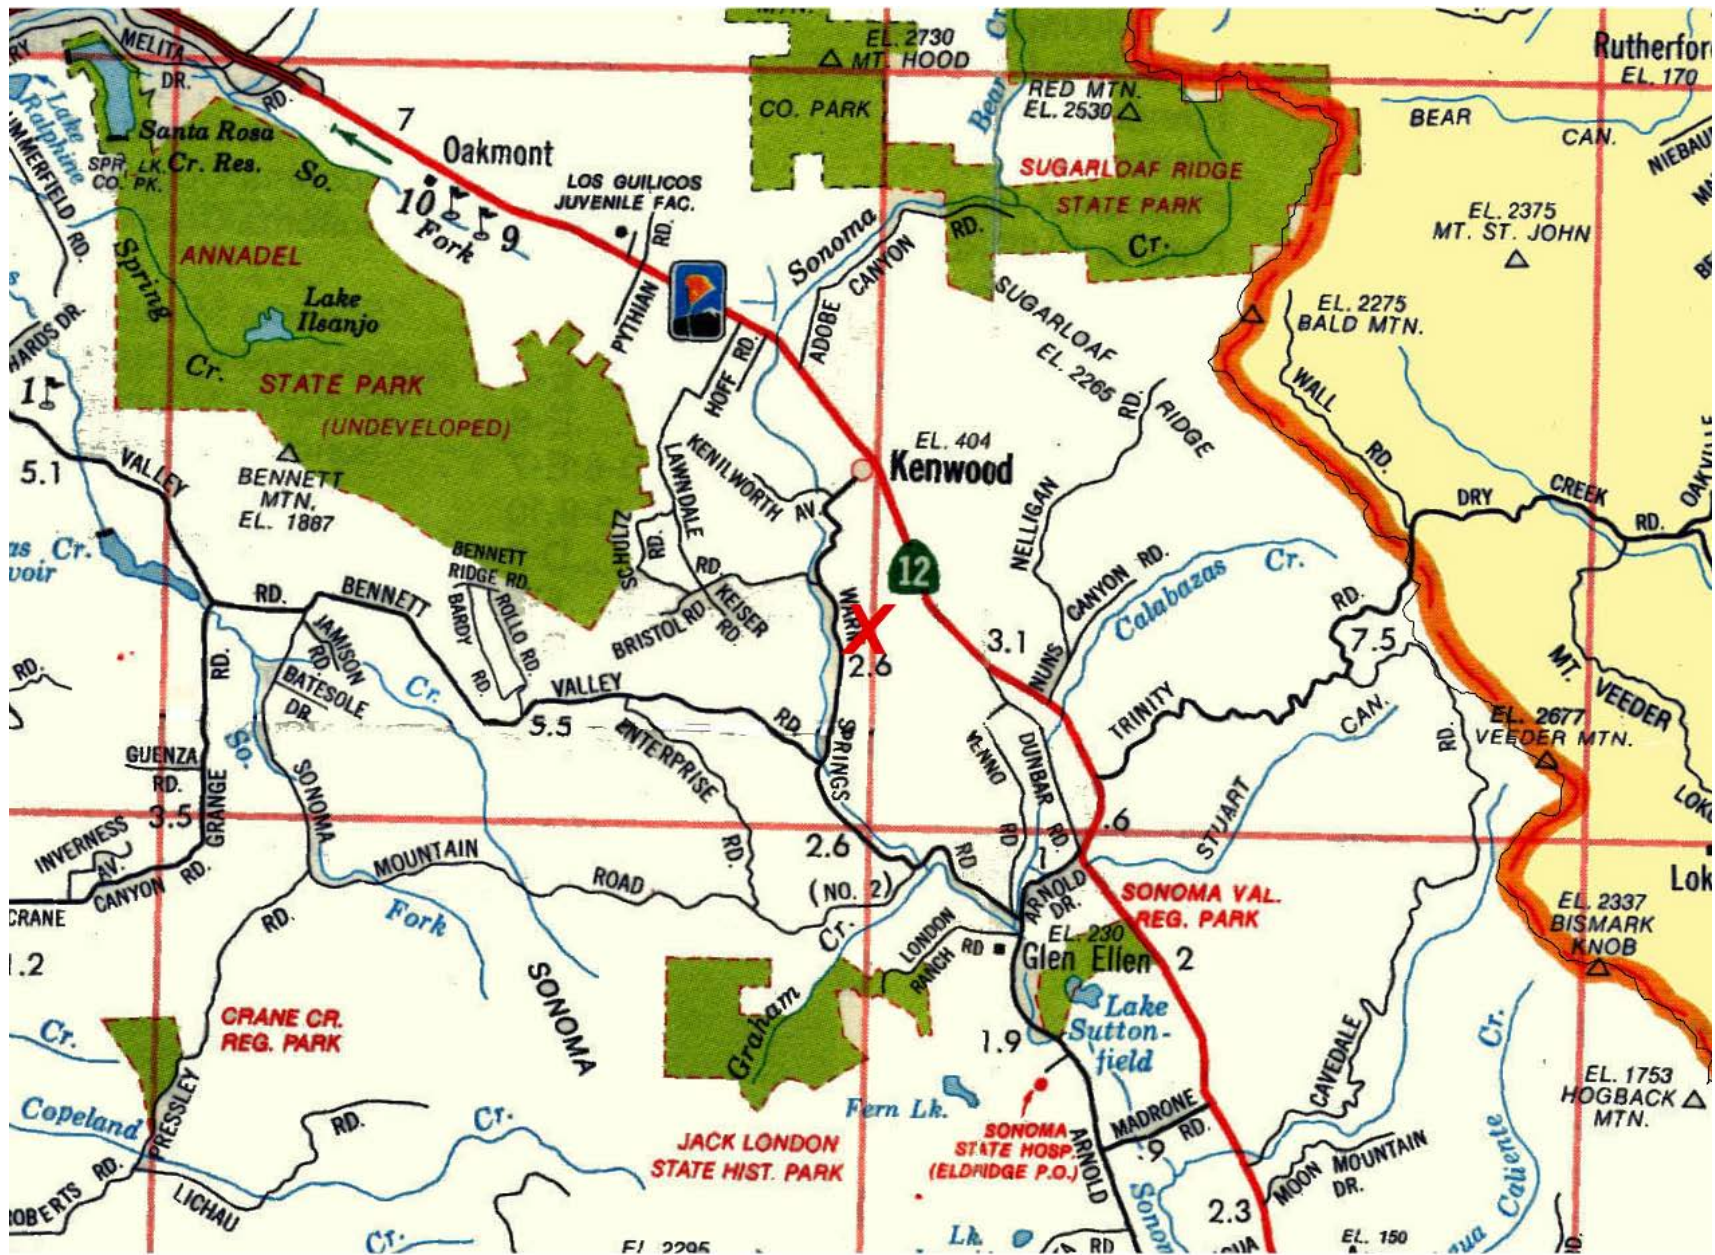 MELITA
DR.
RD.
EL. 2730
MT. HOOD
CO. PARK
Cr.
Bear
RED MTN.
EL. 2530
SUGARLOAF RIDGE
STATE PARK
Cr.
EL. 170
BEAR
CAN.
EL. 2375
MT. ST. JOHN
Lake
Ralphine
Santa Rosa
Cr. Res.
SPR. LK.
CO. PK.
So.
7
Oakmont
10
9
Fork
LOS GUILICOS
JUVENILE FAC.
RD.
PYTHIAN
Sonoma
ADOBE
CANYON
RD.
SUGARLOAF
EL. 2265
RIDGE
EL. 2275
BALD MTN.
WALL
RD.
RD.
Spring
Cr.
ANNADEL
Lake
Ilsanjo
STATE PARK
(UNDEVELOPED)
1
5.1
VALLEY
BENNETT
MTN.
EL. 1887
HOFF
RD.
LAWNDALE
RD.
KENILWORTH
AV.
EL. 404
Kenwood
NELLIGAN
RD.
DRY
CREEK
RD.
OAKVILLE
SCHOLTZ
RD.
BENNETT
RIDGE RD.
BARDY
RD.
ROLLO RD.
BRISTOL RD
KEISER
RD.
12
X
2.6
SPRINGS
3.1
NUNS
CANYON
RD.
Calabazas
Cr.
RD.
7.5
TRINITY
MT.
VEEDER
EL. 2677
VEEDER MTN.
RD.
BENNETT
VALLEY
RD.
5.5
ENTERPRISE
RD.
JAMISON
RD
BATESOLE
DR.
Cr.
So.
GUENZA
RD.
GRANGE
RD.
3.5
INVERNESS
AV.
CRANE
CANYON
RD.
SONOMA
MOUNTAIN
ROAD
2.6
(NO. 2)
RD
DUNBAR
RD.
RD
1
.6
STUART
CAN.
ARNOLD
DR.
SONOMA VAL.
REG. PARK
EL. 230
Glen Ellen
2
LONDON
RANCH
RD
EL. 2337
BISMARK
KNOB
RD.
Fork
SONOMA
CRANE CR.
REG. PARK
Cr.
Graham
Cr.
Lake
Sutton-
field
1.9
Fern Lk.
SONOMA
STATE HOSP.
(ELDRIDGE P.O.)
JACK LONDON
STATE HIST. PARK
Copeland
Cr.
PRESSLEY
RD.
LICHAU
RD.
Cr.
MADRONE
RD.
.9
ARNOLD
CAVEDALE
MOON MOUNTAIN
DR.
EL. 1753
HOGBACK
MTN.
Cr.
Caliente
2.3
EL. 150
Lk.
RD